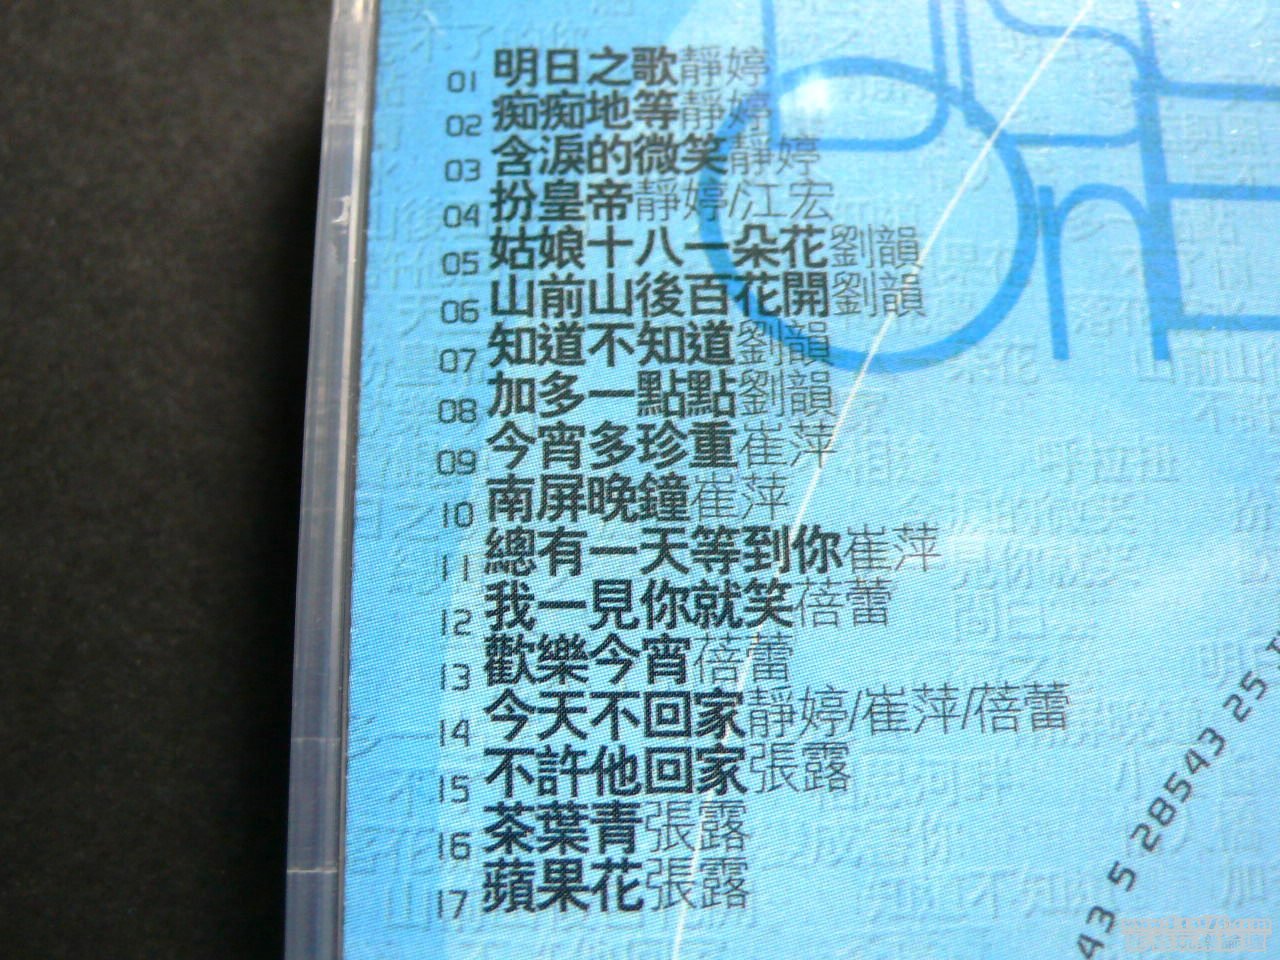 01 明日之歌靜婷
02 痴痴地等靜婷
03 含淚的微笑靜婷
04 扮皇帝靜婷/江宏
05 姑娘十八一朵花劉韻
06 山前山後百花開劉韻
07 知道不知道劉韻
08 加多一點點劉韻
09 今宵多珍重崔萍
10 南屏晚鐘崔萍
11 總有一天等到你崔萍
12 我一見你就笑蓓蕾
13 歡樂今宵蓓蕾
14 今天不回家靜婷/崔萍/蓓蕾
15 不許他回家張露
16 茶葉青張露
17 蘋果花張露
43 5 28543 25